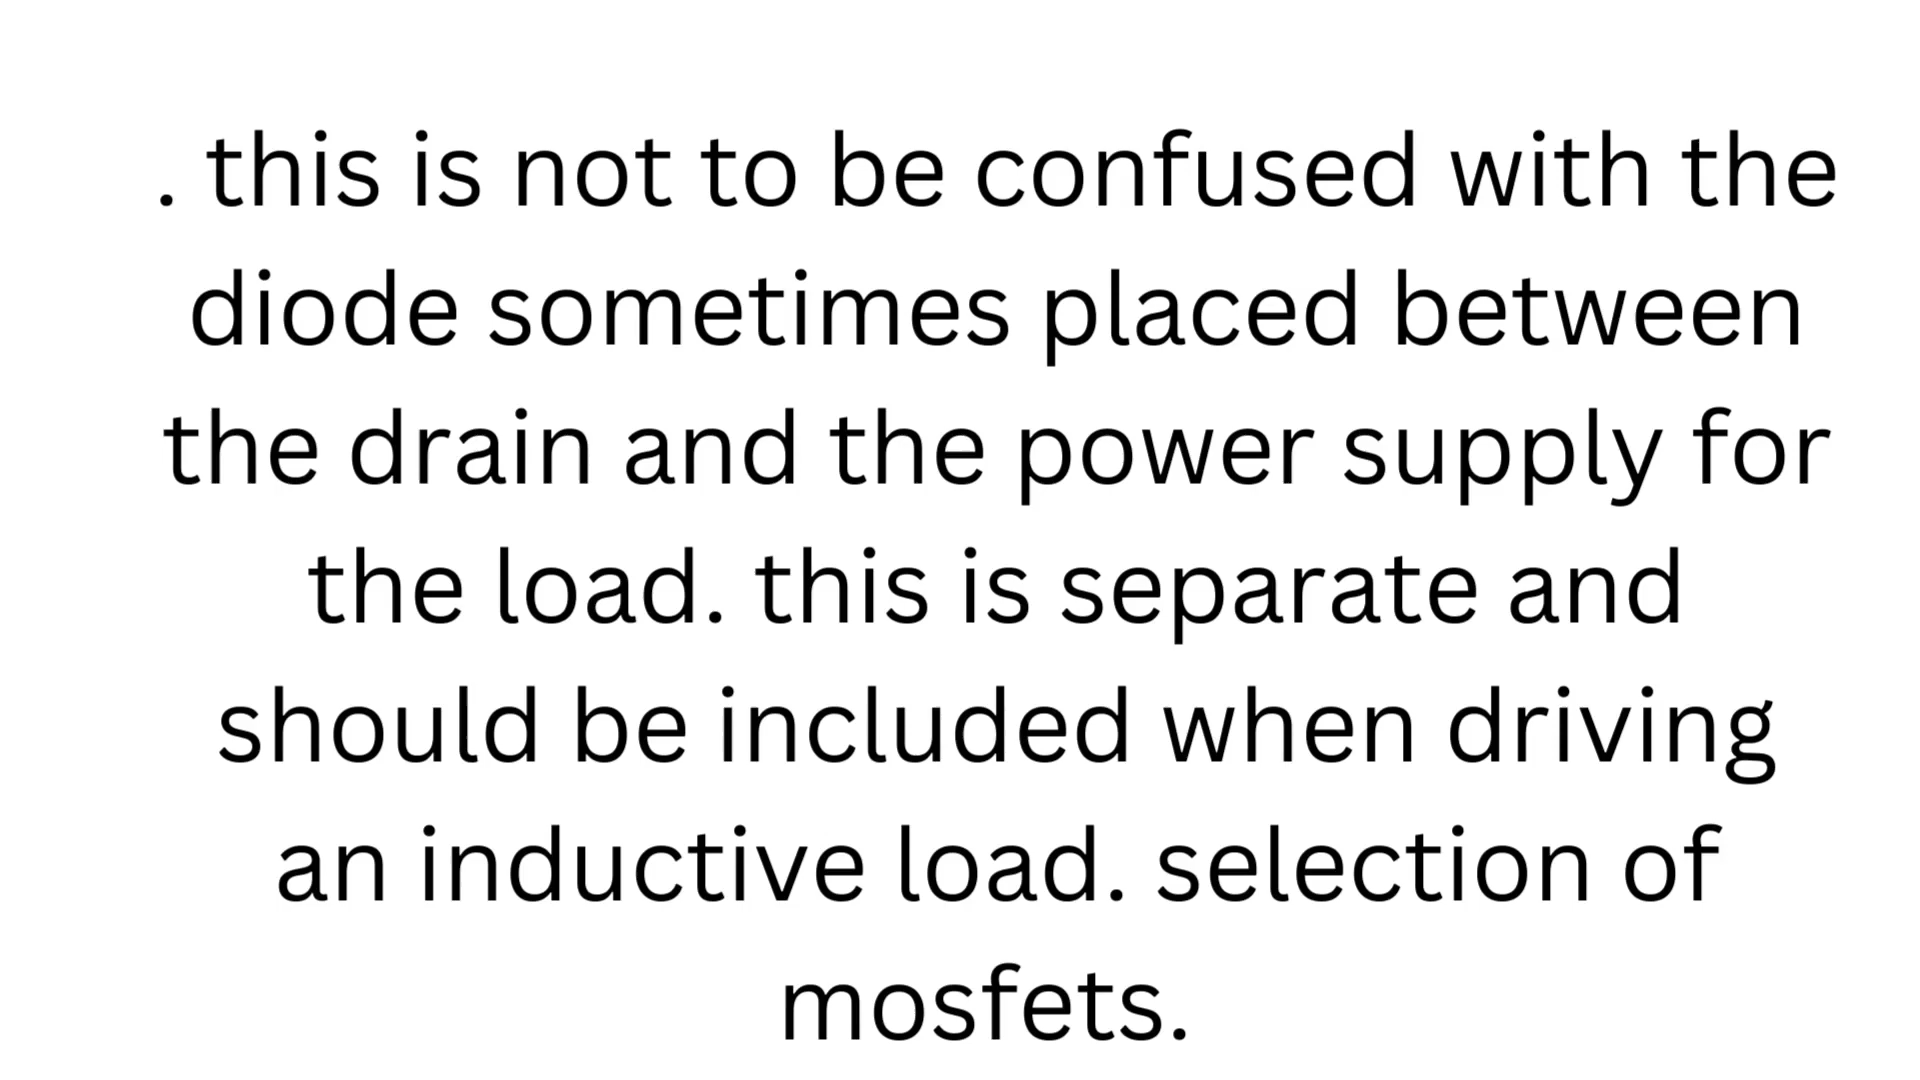 . this is not to be confused with the
diode sometimes placed between
the drain and the power supply for
the load. this is separate and
should be included when driving
an inductive load. selection of
mosfets.